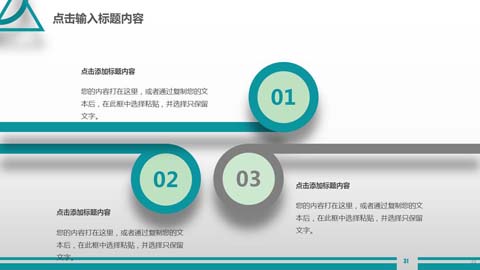 点击输入标题内容
点击添加标题内容
您的内容打在这里，或者通过复制您的文
本后，在此框中选择粘贴，并选择只保留
文字。
01
02
03
点击添加标题内容
您的内容打在这里，或者通过复制您的文
本后，在此框中选择粘贴，并选择只保留
文字。
点击添加标题内容
您的内容打在这里，或者通过复制您的文
本后，在此框中选择粘贴，并选择只保留
文字。
31